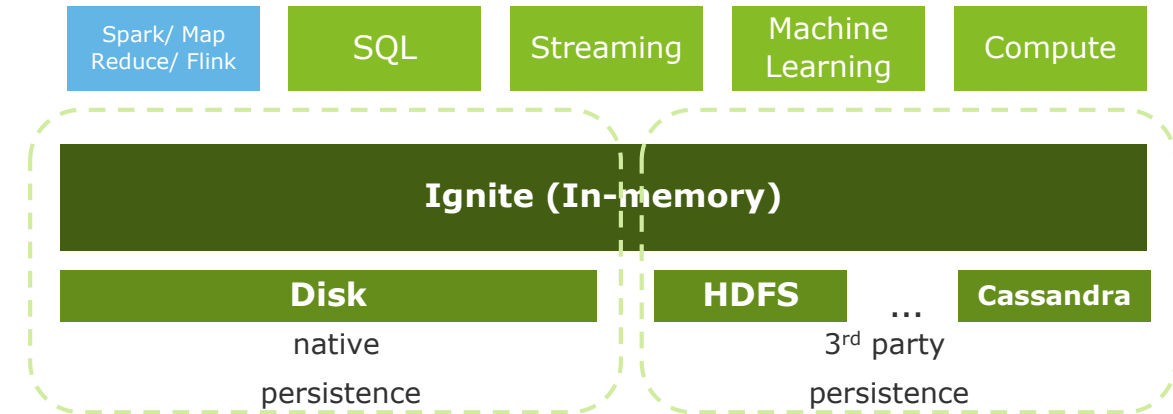 Spark/ Map
Reduce/ Flink
SQL
Streaming
Machine
Learning
Compute
Ignite (In-memory)
Disk
HDFS
...
Cassandra
native
persistence
3rd party
persistence